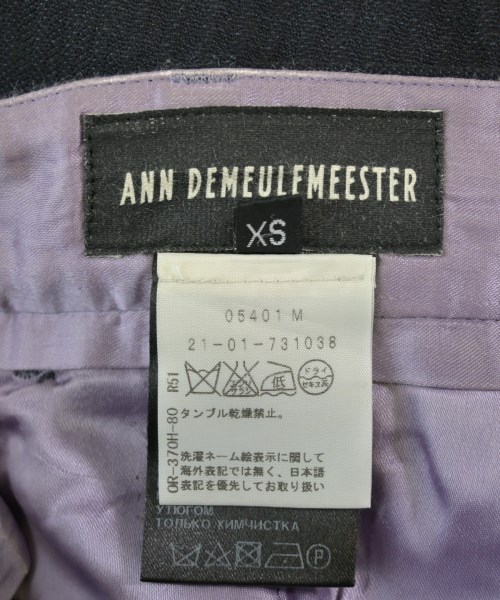 ANN DEMEULEMEESTER
XS
05401 M
21-01-731038
低
ドライ
セキユ系
タンブル乾燥禁止。
洗濯ネーム絵表示に関して
海外表記では無く、日本語
表記を優先してお取り扱い
OR-370H-80 R51
УТЮГОМ
ТОЛЬКО ХИМЧИСТКА
P